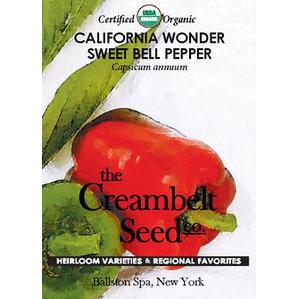 Certified USDA ORGANIC Organic
CALIFORNIA WONDER
SWEET BELL PEPPER
Capsicum annuum
the
Creambelt
Seed co.
HEIRLOOM VARIETIES & REGIONAL FAVORITES
Ballston Spa, New York